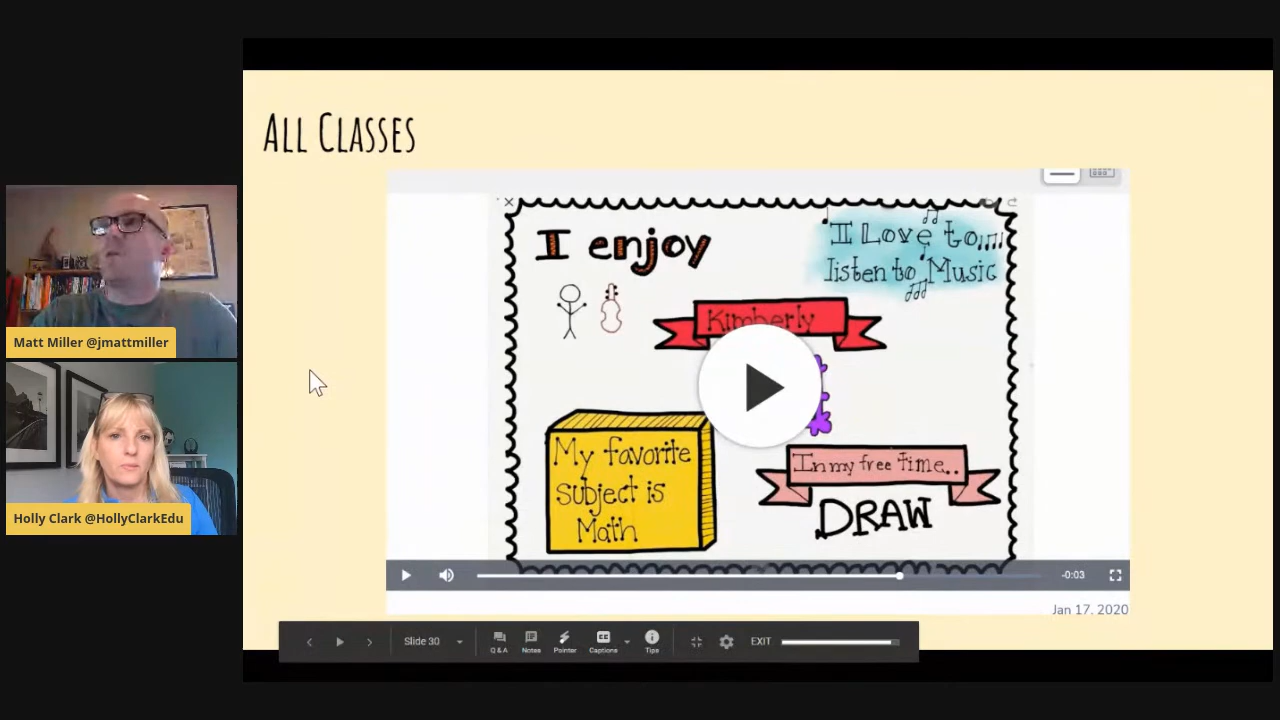 All Classes
I enjoy
I Love to
listen to Music
Kimberly
My favorite
subject is
Math
In my free time..
DRAW
-0:03
Jan 17, 2020
Matt Miller @jmattmiller
Holly Clark @HollyClarkEdu
Slide 30
Q & A
Notes
Pointer
Captions
Tips
EXIT